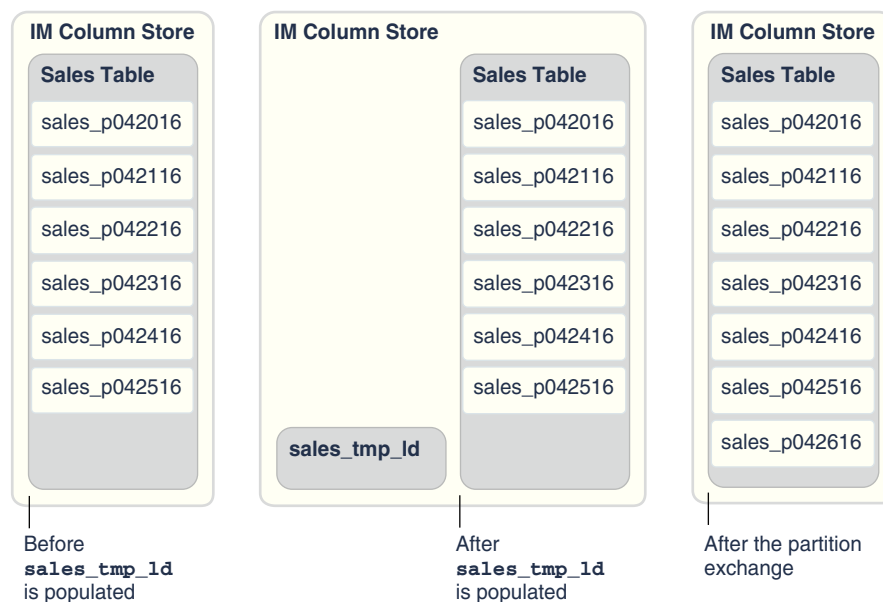 IM Column Store
Sales Table
sales_p042016
sales_p042116
sales_p042216
sales_p042316
sales_p042416
sales_p042516
Before
sales_tmp_ld
is populated
IM Column Store
sales_tmp_ld
Sales Table
sales_p042016
sales_p042116
sales_p042216
sales_p042316
sales_p042416
sales_p042516
After
sales_tmp_ld
is populated
IM Column Store
Sales Table
sales_p042016
sales_p042116
sales_p042216
sales_p042316
sales_p042416
sales_p042516
sales_p042616
After the partition
exchange